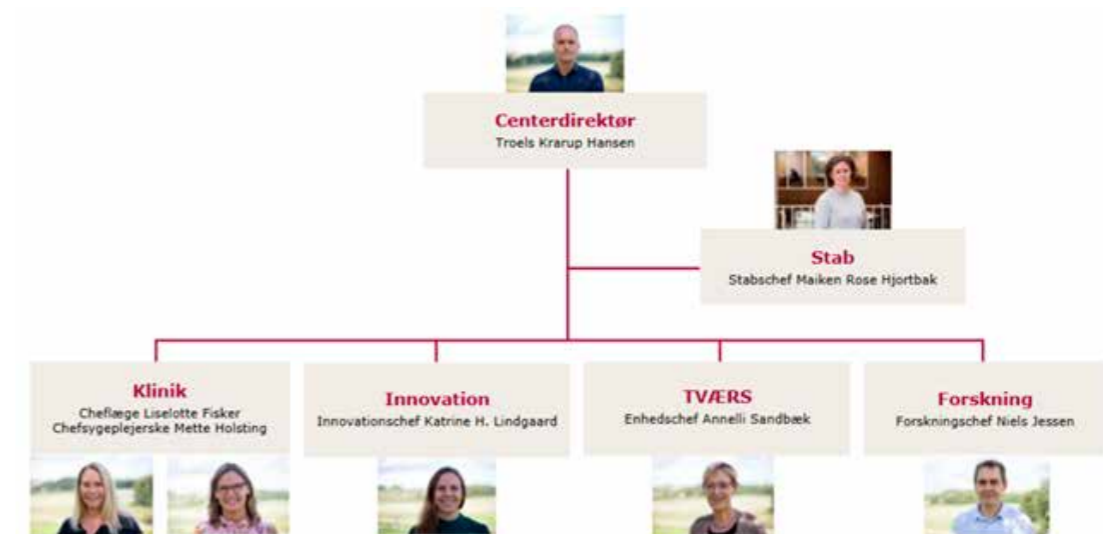 Centerdirektør
Troels Krarup Hansen
Stab
Stabschef Maiken Rose Hjortbak
Klinik
Cheflæge Liselotte Fisker
Chefsygeplejerske Mette Holsting
Innovation
Innovationschef Katrine H. Lindgaard
TVÆRS
Enhedschef Annelli Sandbæk
Forskning
Forskningschef Niels Jessen